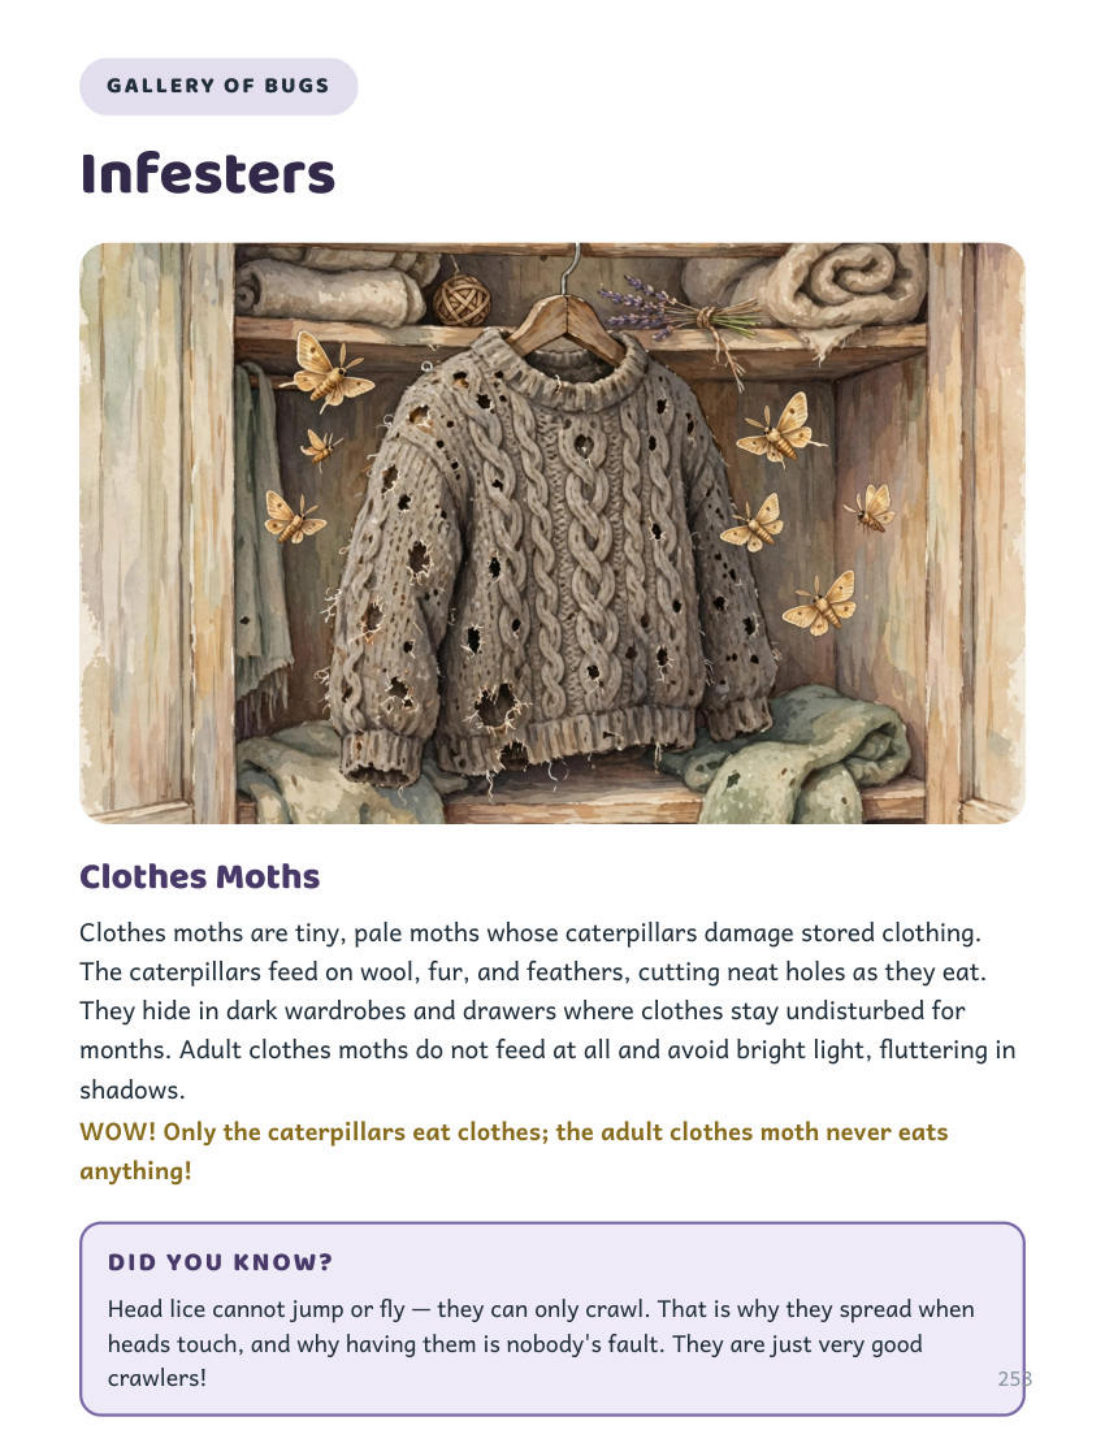 GALLERY OF BUGS
Infesters
Clothes Moths
Clothes moths are tiny, pale moths whose caterpillars damage stored clothing.
The caterpillars feed on wool, fur, and feathers, cutting neat holes as they eat.
They hide in dark wardrobes and drawers where clothes stay undisturbed for
months. Adult clothes moths do not feed at all and avoid bright light, fluttering in
shadows.
WOW! Only the caterpillars eat clothes; the adult clothes moth never eats
anything!
DID YOU KNOW?
Head lice cannot jump or fly — they can only crawl. That is why they spread when
heads touch, and why having them is nobody's fault. They are just very good
crawlers!
253